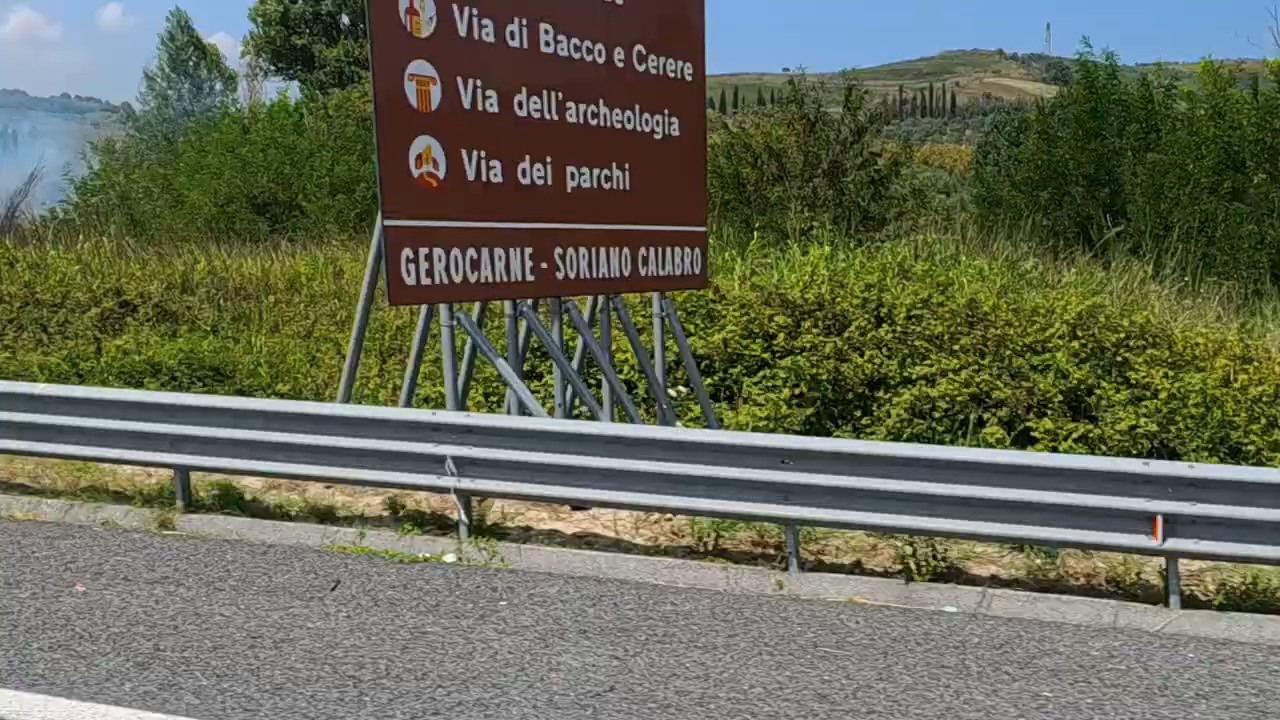 Via di Bacco e Cerere
Via dell'archeologia
Via dei parchi
GEROCARNE - SORIANO CALABRO